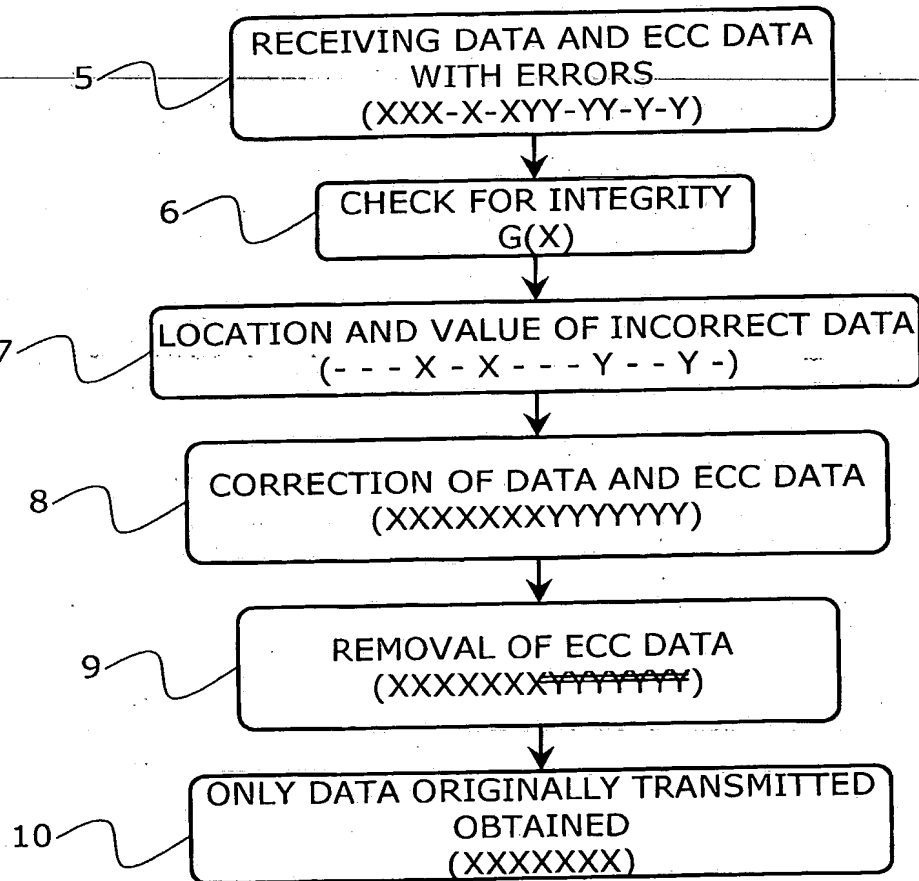 RECEIVING DATA AND ECC DATA
WITH ERRORS
(XXX-X-XYY-YY-Y-Y)
5
CHECK FOR INTEGRITY
G(X)
6
LOCATION AND VALUE OF INCORRECT DATA
(- - - X - X - - - Y - - Y -)
7
CORRECTION OF DATA AND ECC DATA
(XXXXXXXYYYYYYY)
8
REMOVAL OF ECC DATA
(XXXXXXXYYYYYYY)
9
ONLY DATA ORIGINALLY TRANSMITTED
OBTAINED
(XXXXXXX)
10